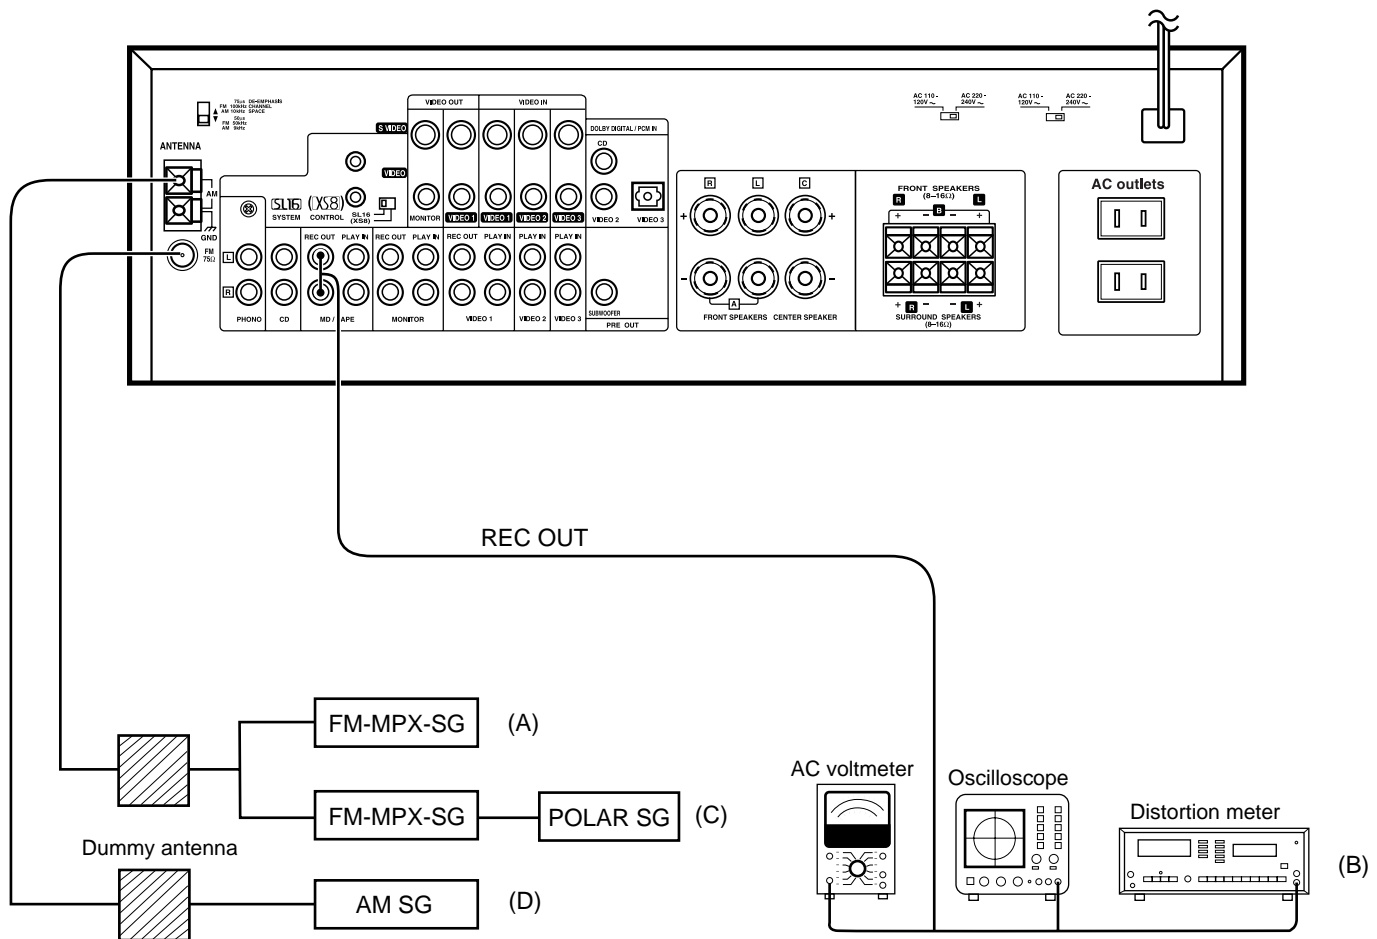 75μs DE-EMPHASIS
FM 100kHz CHANNEL
AM 10kHz SPACE
50μs
FM 50kHz
AM 9kHz
ANTENNA
AM
GND
FM
75Ω
VIDEO OUT
VIDEO IN
S VIDEO
VIDEO
SL16
SYSTEM
(XS8)
CONTROL
SL16
(XS8)
MONITOR
VIDEO 1
VIDEO 1
VIDEO 2
VIDEO 3
DOLBY DIGITAL / PCM IN
CD
VIDEO 2
VIDEO 3
REC OUT
PLAY IN
REC OUT
PLAY IN
REC OUT
PLAY IN
PLAY IN
PLAY IN
L
R
PHONO
CD
MD / TAPE
MONITOR
VIDEO 1
VIDEO 2
VIDEO 3
SUBWOOFER
PRE OUT
R
L
C
+
+
–
–
A
FRONT SPEAKERS
CENTER SPEAKER
FRONT SPEAKERS
(8–16Ω)
R
B
L
+ – – +
+ – – +
R
L
SURROUND SPEAKERS
(8–16Ω)
AC 110 -
120V ~
AC 220 -
240V ~
AC 110 -
120V ~
AC 220 -
240V ~
AC outlets
REC OUT
FM-MPX-SG
(A)
FM-MPX-SG
POLAR SG
(C)
Dummy antenna
AM SG
(D)
AC voltmeter
Oscilloscope
Distortion meter
(B)